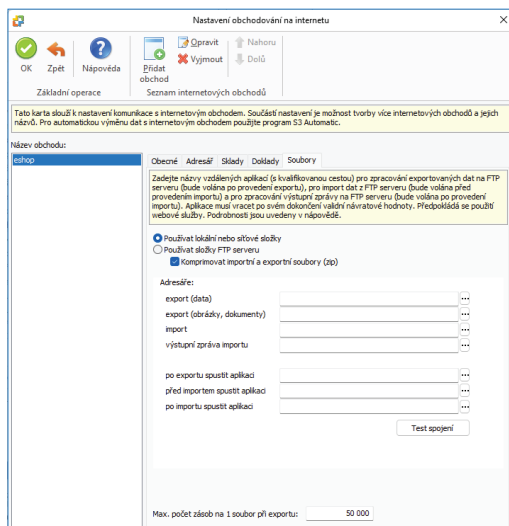 Nastavení obchodování na internetu
OK
Zpět
Nápověda
Přidat
obchod
Opravit
Vyjmout
Nahoru
Dolů
Základní operace
Seznam internetových obchodů
Tato karta slouží k nastavení komunikace s internetovým obchodem. Součástí nastavení je možnost tvorby více internetových obchodů a jejich
názvů. Pro automatickou výměnu dat s internetovým obchodem použijte program S3 Automatic.
Název obchodu:
eshop
Obecné
Adresář
Sklady
Doklady
Soubory
Zadejte názvy vzdálených aplikací (s kvalifikovanou cestou) pro zpracování exportovaných dat na FTP
serveru (bude volána po provedení exportu), pro import dat z FTP serveru (bude volána před
provedením importu) a pro zpracování výstupní zprávy na FTP serveru (bude volána po provedení
importu). Aplikace musí vracet po svém dokončení validní návratové hodnoty. Předpokládá se použití
webové služby. Podrobnosti jsou uvedeny v nápovědě.
Používat lokální nebo síťové složky
Používat složky FTP serveru
Komprimovat importní a exportní soubory (zip)
Adresáře:
export (data)
...
export (obrázky, dokumenty)
...
import
...
výstupní zpráva importu
...
po exportu spustit aplikaci
...
před importem spustit aplikaci
...
po importu spustit aplikaci
...
Test spojení
Max. počet zásob na 1 soubor při exportu:
50 000